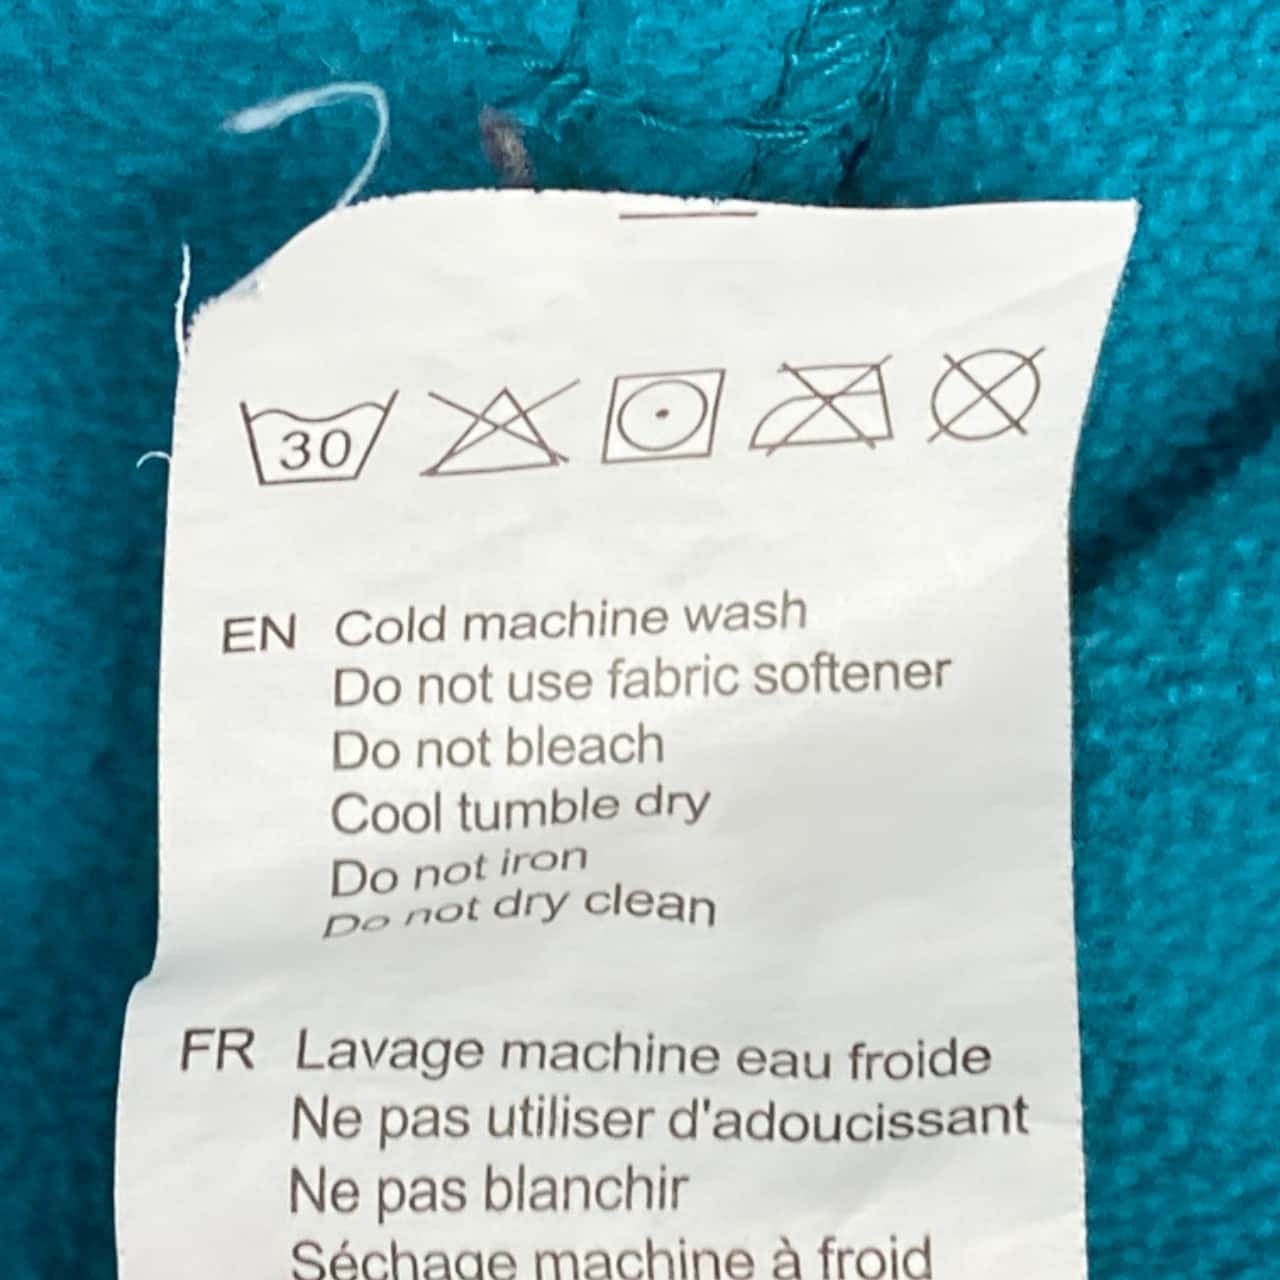 30
EN Cold machine wash
Do not use fabric softener
Do not bleach
Cool tumble dry
Do not iron
Do not dry clean
FR Lavage machine eau froide
Ne pas utiliser d'adoucissant
Ne pas blanchir
Séchage machine à froid